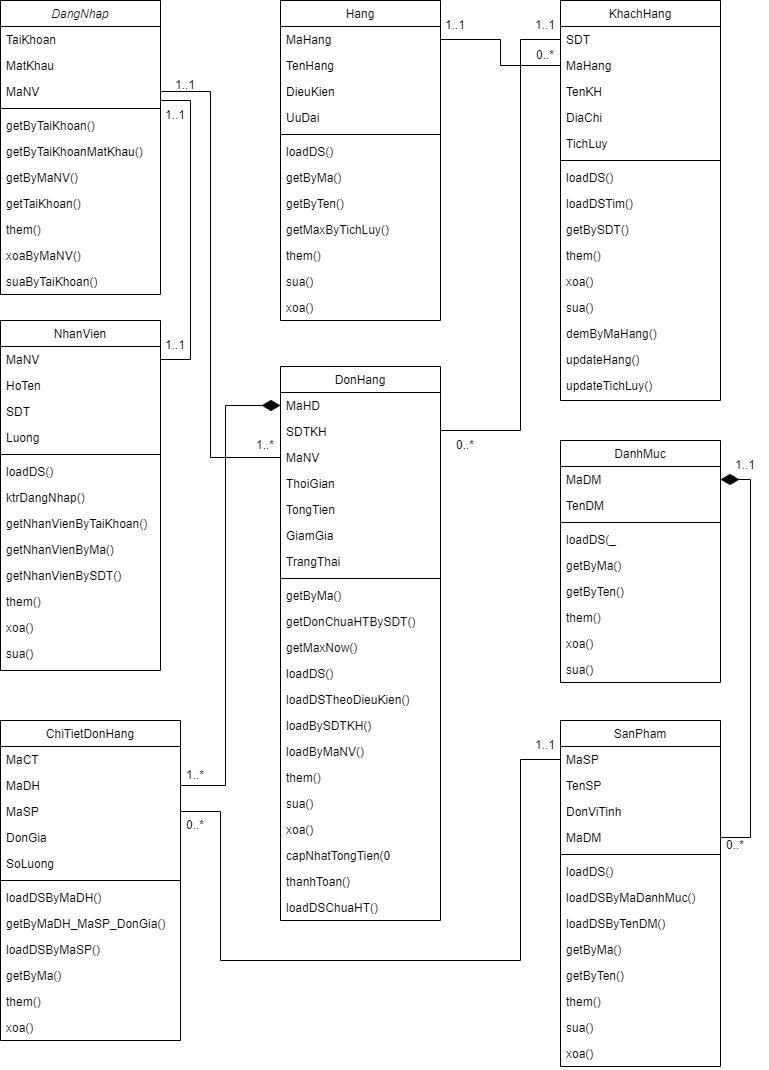 DangNhap
TaiKhoan
MatKhau
MaNV
getByTaiKhoan()
getByTaiKhoanMatKhau()
getByMaNV()
getTaiKhoan()
them()
xoaByMaNV()
suaByTaiKhoan()
1..1
1..1
Hang
MaHang
TenHang
DieuKien
UuDai
loadDS()
getByMa()
getByTen()
getMaxByTichLuy()
them()
sua()
xoa()
1..1
1..1
0..*
KhachHang
SDT
MaHang
TenKH
DiaChi
TichLuy
loadDS()
loadDSTim()
getBySDT()
them()
xoa()
sua()
demByMaHang()
updateHang()
updateTichLuy()
NhanVien
MaNV
HoTen
SDT
Luong
loadDS()
ktrDangNhap()
getNhanVienByTaiKhoan()
getNhanVienByMa()
getNhanVienBySDT()
them()
xoa()
sua()
1..1
1..*
DonHang
MaHD
SDTKH
MaNV
ThoiGian
TongTien
GiamGia
TrangThai
getByMa()
getDonChuaHTBySDT()
getMaxNow()
loadDS()
loadDSTheoDieuKien()
loadBySDTKH()
loadByMaNV()
them()
sua()
xoa()
capNhatTongTien(0
thanhToan()
loadDSChuaHT()
0..*
DanhMuc
MaDM
TenDM
loadDS(_
getByMa()
getByTen()
them()
xoa()
sua()
1..1
ChiTietDonHang
MaCT
MaDH
MaSP
DonGia
SoLuong
loadDSByMaDH()
getByMaDH_MaSP_DonGia()
loadDSByMaSP()
getByMa()
them()
xoa()
1..*
0..*
1..1
SanPham
MaSP
TenSP
DonViTinh
MaDM
loadDS()
loadDSByMaDanhMuc()
loadDSByTenDM()
getByMa()
getByTen()
them()
sua()
xoa()
0..*